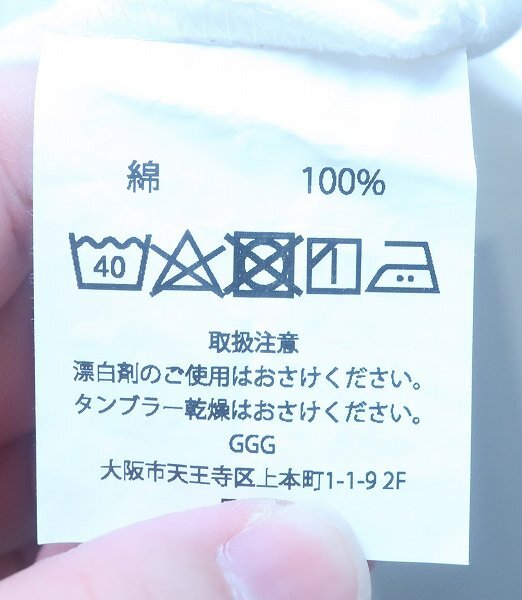 綿 100%
40
取扱注意
漂白剤のご使用はおさけください。
タンブラー乾燥はおさけください。
GGG
大阪市天王寺区上本町1-1-9 2F